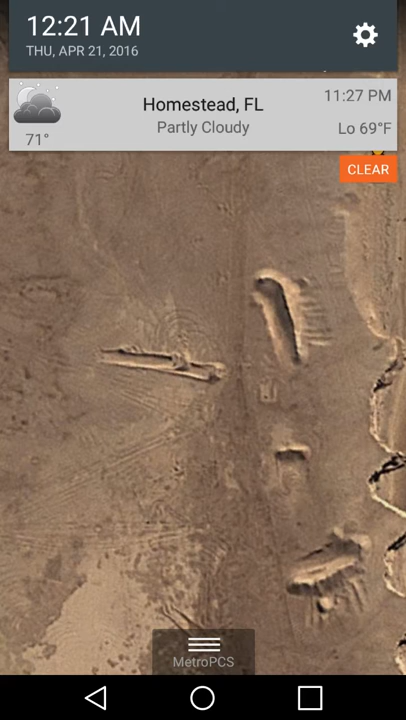 12:21 AM
THU, APR 21, 2016
11:27 PM
Homestead, FL
Partly Cloudy
71°
Lo 69°F
CLEAR
MetroPCS